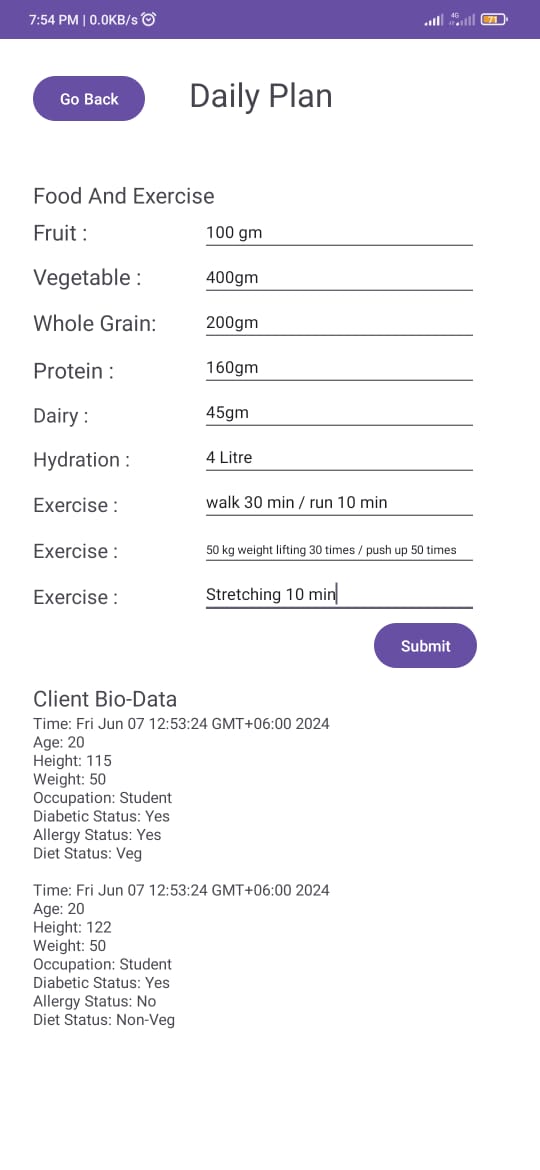 7:54 PM | 0.0KB/s
4G
71
Go Back
Daily Plan
Food And Exercise
Fruit : 100 gm
Vegetable : 400gm
Whole Grain: 200gm
Protein : 160gm
Dairy : 45gm
Hydration : 4 Litre
Exercise : walk 30 min / run 10 min
Exercise : 50 kg weight lifting 30 times / push up 50 times
Exercise : Stretching 10 min
Submit
Client Bio-Data
Time: Fri Jun 07 12:53:24 GMT+06:00 2024
Age: 20
Height: 115
Weight: 50
Occupation: Student
Diabetic Status: Yes
Allergy Status: Yes
Diet Status: Veg
Time: Fri Jun 07 12:53:24 GMT+06:00 2024
Age: 20
Height: 122
Weight: 50
Occupation: Student
Diabetic Status: Yes
Allergy Status: No
Diet Status: Non-Veg